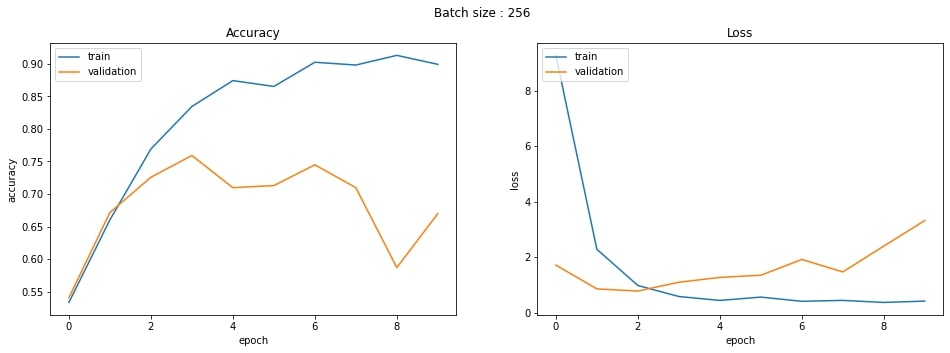 Batch size : 256
Accuracy
train
validation
0.90
0.85
0.80
0.75
0.70
0.65
0.60
0.55
accuracy
0 2 4 6 8
epoch
Loss
train
validation
8
6
4
2
0
loss
0 2 4 6 8
epoch